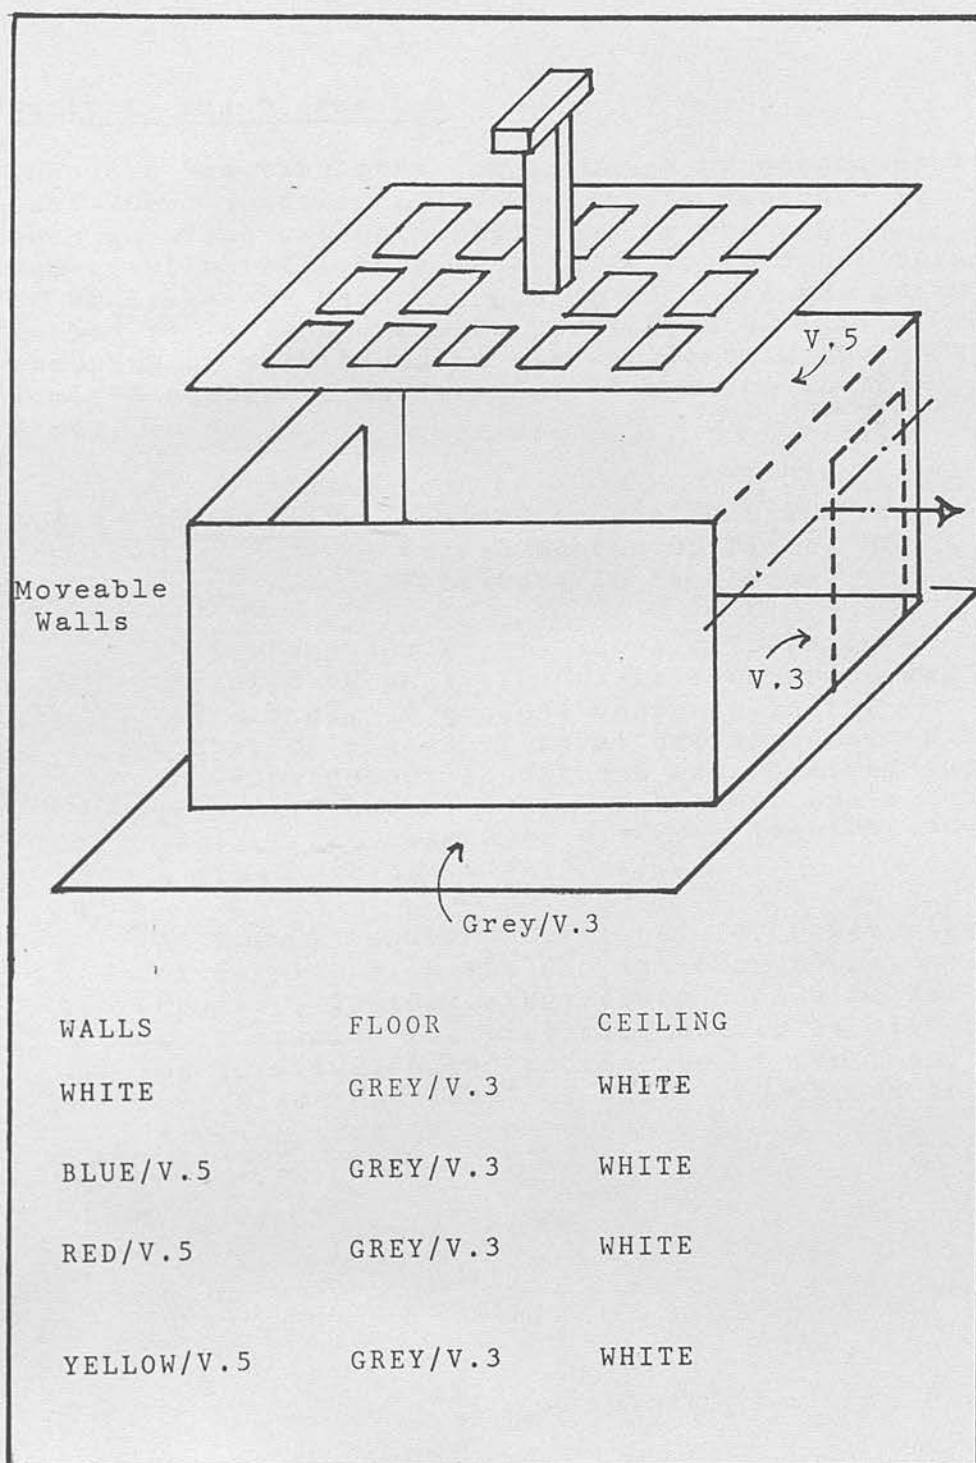 V.5
Moveable
Walls
V.3
Grey/V.3
WALLS FLOOR CEILING
WHITE GREY/V.3 WHITE
BLUE/V.5 GREY/V.3 WHITE
RED/V.5 GREY/V.3 WHITE
YELLOW/V.5 GREY/V.3 WHITE